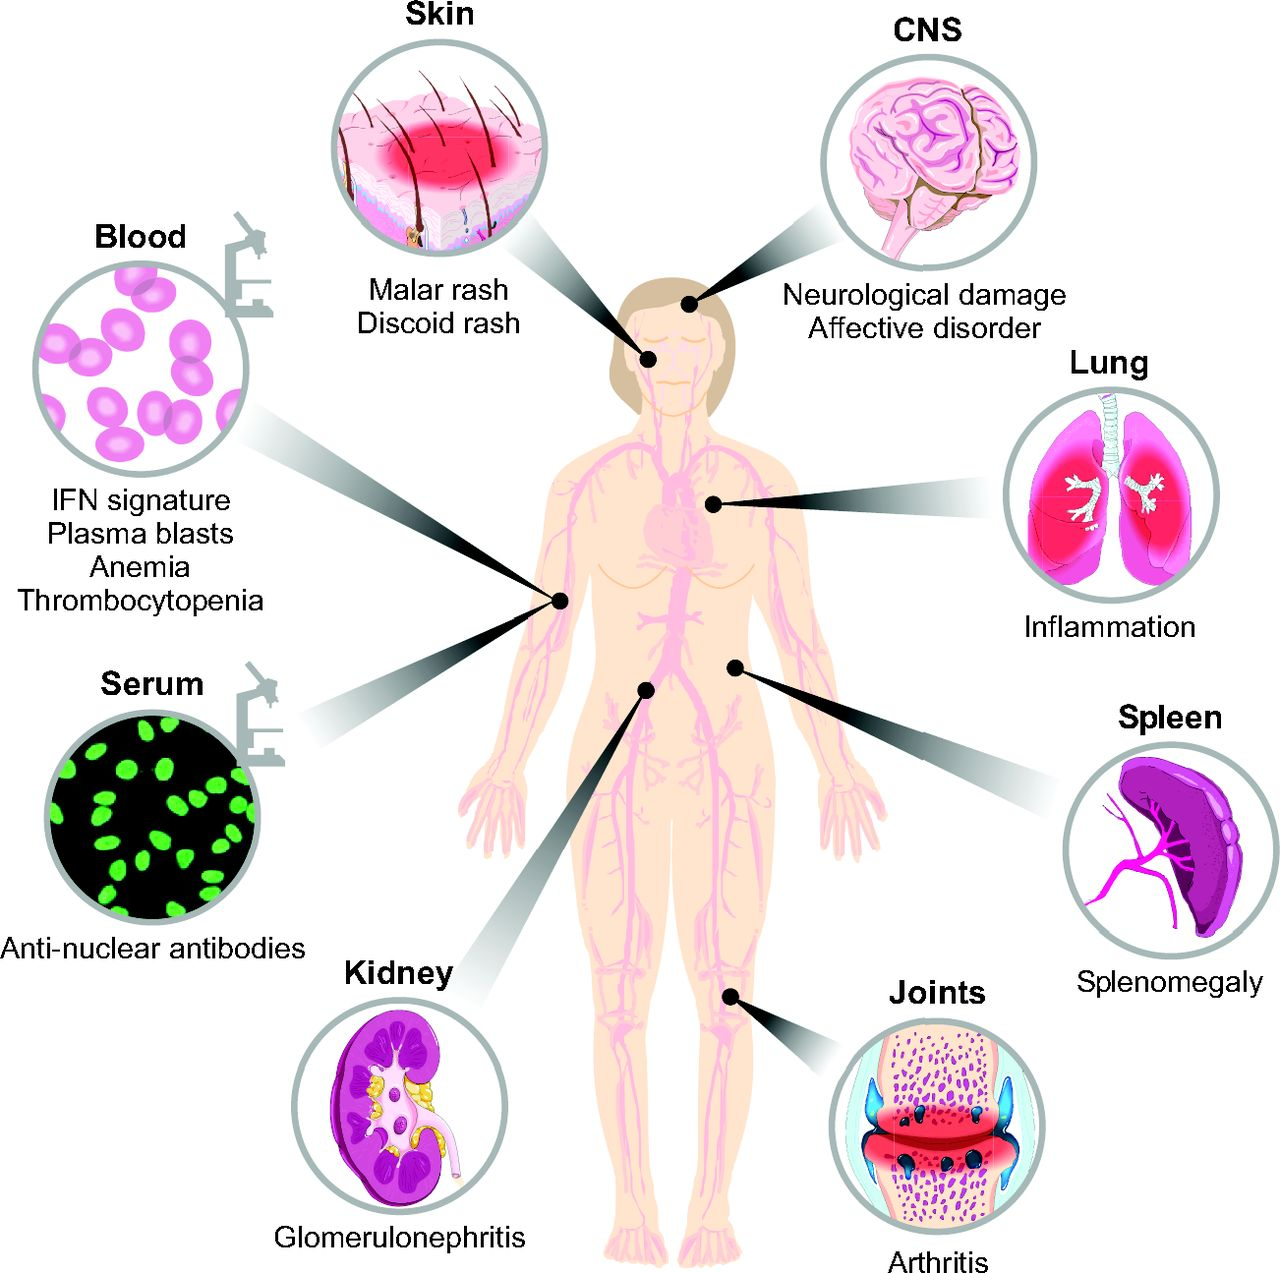 Skin
Malar rash
Discoid rash
CNS
Neurological damage
Affective disorder
Blood
IFN signature
Plasma blasts
Anemia
Thrombocytopenia
Lung
Inflammation
Serum
Anti-nuclear antibodies
Spleen
Splenomegaly
Kidney
Glomerulonephritis
Joints
Arthritis